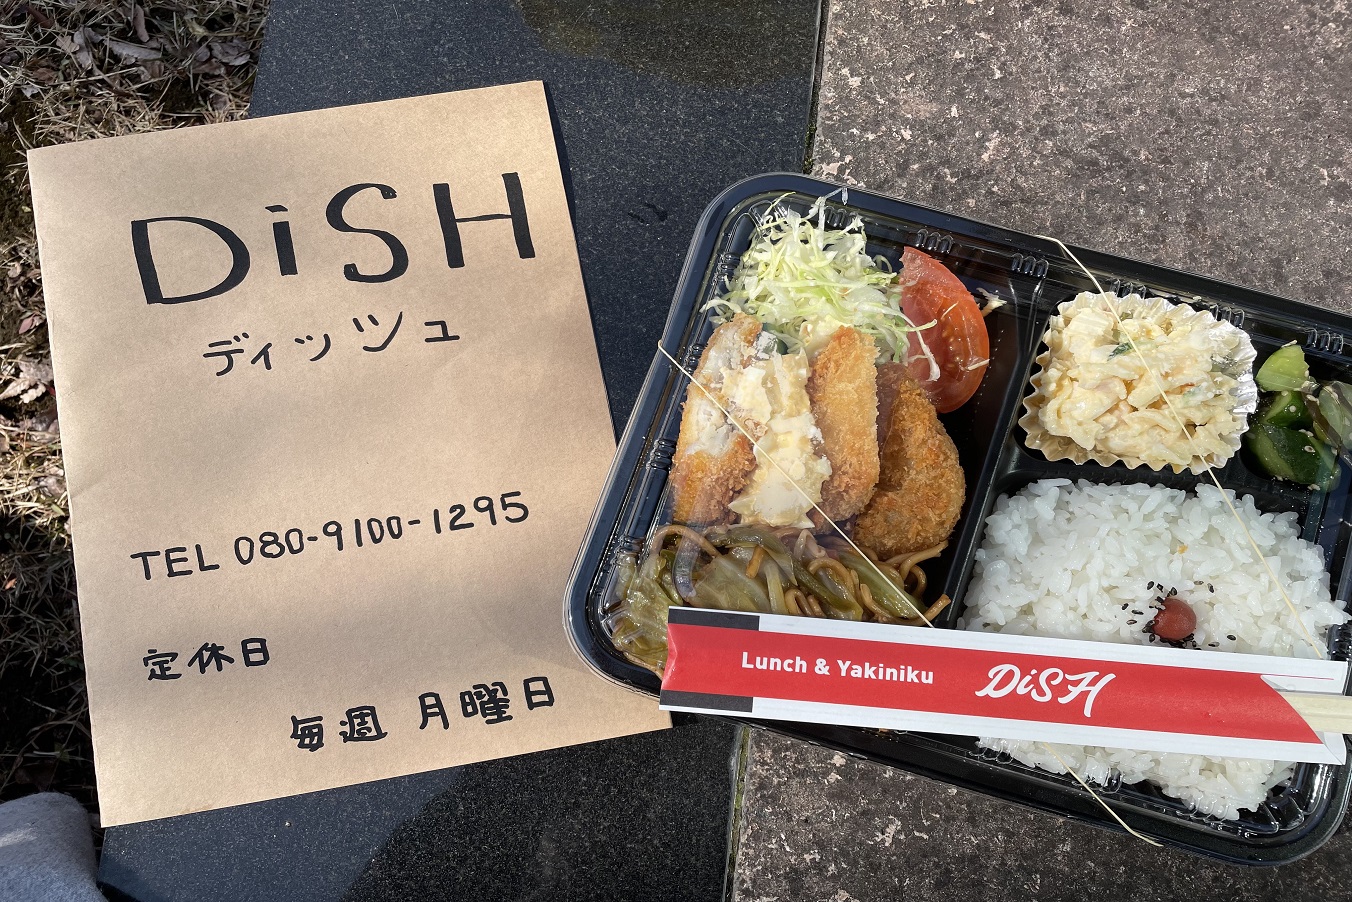 DiSH
ディッシュ
TEL 080-9100-1295
定休日
毎週 月曜日
Lunch & Yakiniku DiSH